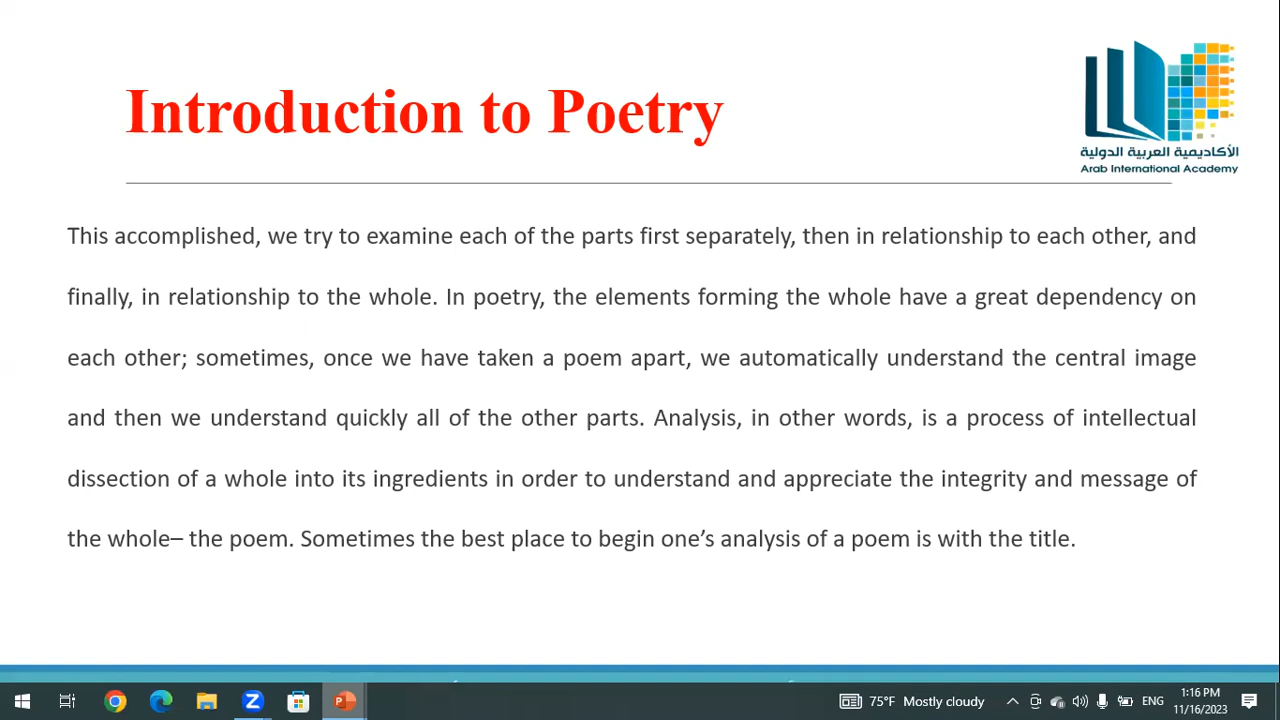 Introduction to Poetry
الأكاديمية العربية الدولية
Arab International Academy
This accomplished, we try to examine each of the parts first separately, then in relationship to each other, and
finally, in relationship to the whole. In poetry, the elements forming the whole have a great dependency on
each other; sometimes, once we have taken a poem apart, we automatically understand the central image
and then we understand quickly all of the other parts. Analysis, in other words, is a process of intellectual
dissection of a whole into its ingredients in order to understand and appreciate the integrity and message of
the whole– the poem. Sometimes the best place to begin one’s analysis of a poem is with the title.
75°F Mostly cloudy
ENG
1:16 PM
11/16/2023